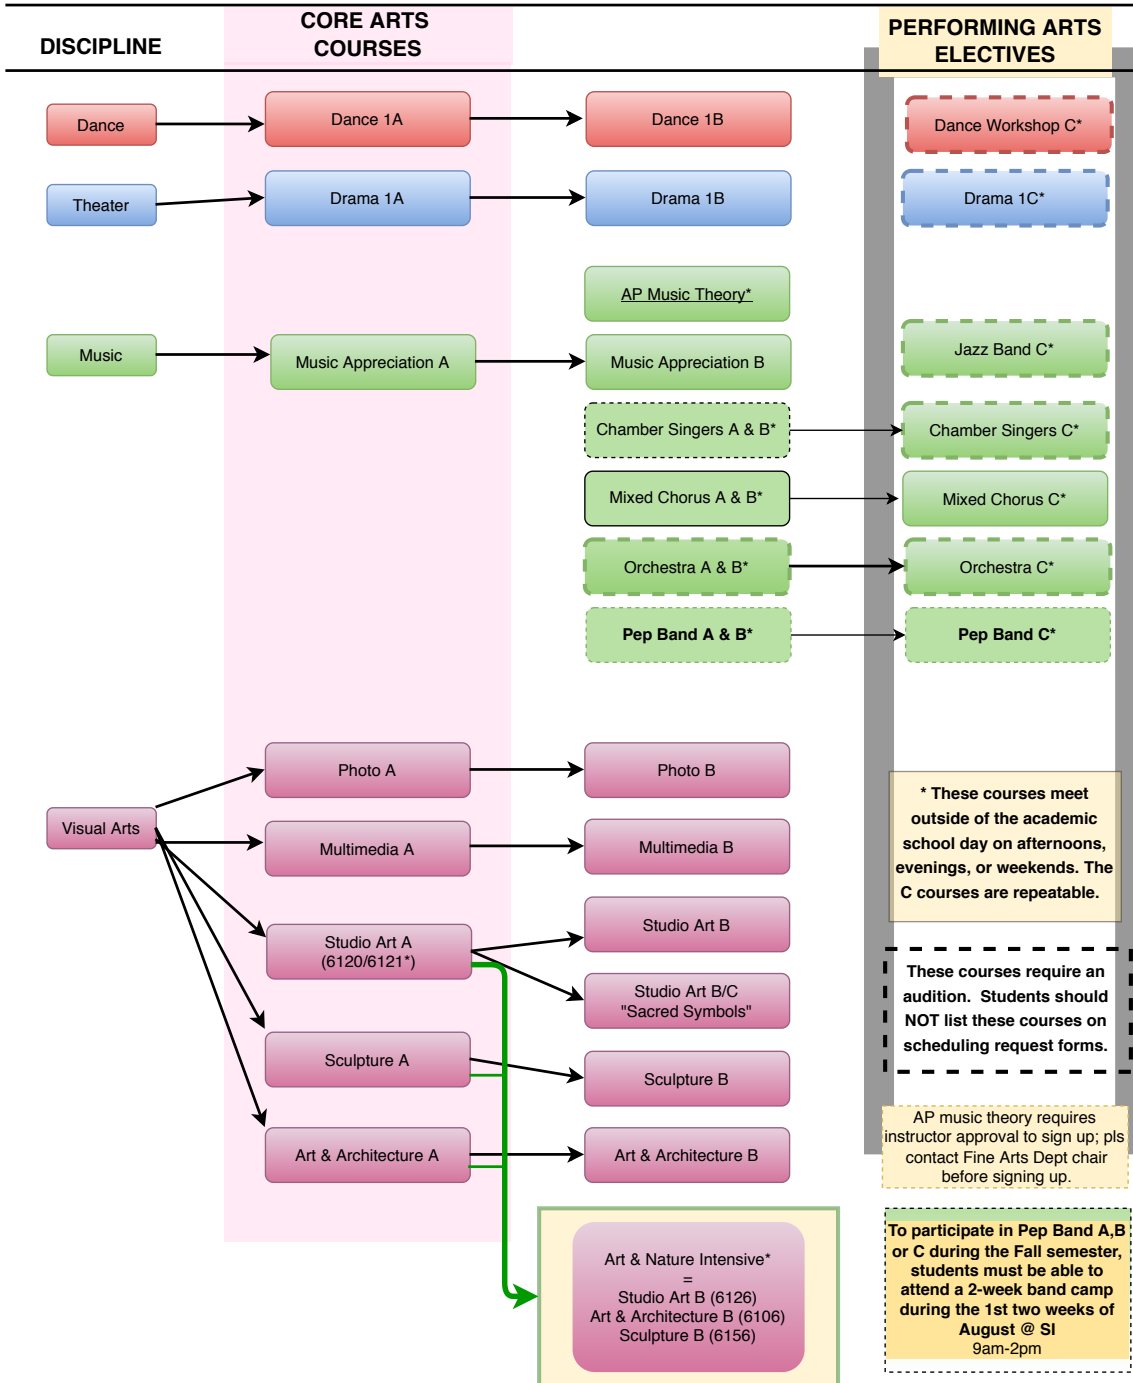 DISCIPLINE
CORE ARTS
COURSES
PERFORMING ARTS
ELECTIVES
Dance
Dance 1A
Dance 1B
Dance Workshop C*
Theater
Drama 1A
Drama 1B
Drama 1C*
AP Music Theory*
Music
Music Appreciation A
Music Appreciation B
Jazz Band C*
Chamber Singers A & B*
Chamber Singers C*
Mixed Chorus A & B*
Mixed Chorus C*
Orchestra A & B*
Orchestra C*
Pep Band A & B*
Pep Band C*
Visual Arts
Photo A
Photo B
Multimedia A
Multimedia B
Studio Art A
(6120/6121*)
Studio Art B
Studio Art B/C
"Sacred Symbols"
Sculpture A
Sculpture B
Art & Architecture A
Art & Architecture B
Art & Nature Intensive*
=
Studio Art B (6126)
Art & Architecture B (6106)
Sculpture B (6156)
* These courses meet
outside of the academic
school day on afternoons,
evenings, or weekends. The
C courses are repeatable.
These courses require an
audition.  Students should
NOT list these courses on
scheduling request forms.
AP music theory requires
instructor approval to sign up; pls
contact Fine Arts Dept chair
before signing up.
To participate in Pep Band A,B
or C during the Fall semester,
students must be able to
attend a 2-week band camp
during the 1st two weeks of
August @ SI
9am-2pm